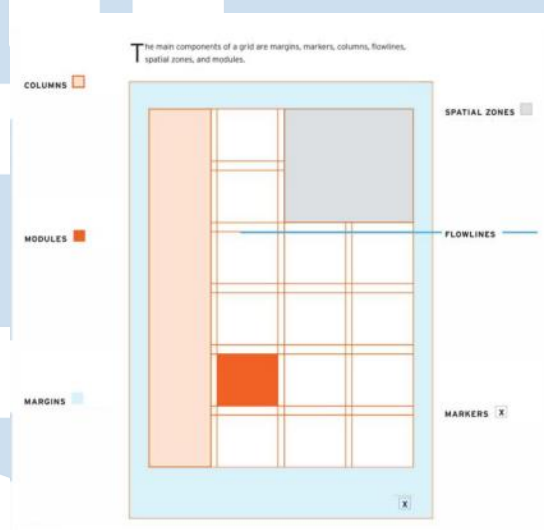 The main components of a grid are margins, markers, columns, flowlines,
spatial zones, and modules.
COLUMNS
SPATIAL ZONES
MODULES
FLOWLINES
MARGINS
MARKERS X
X